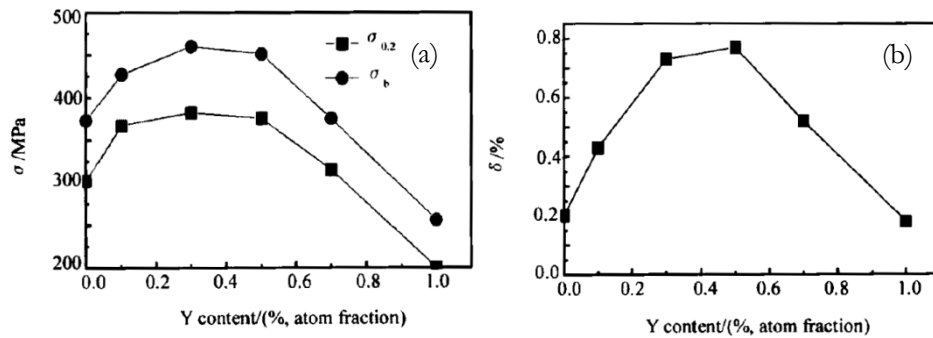 500
450
400
300
200
σ /MPa
σ 0.2
σ b
(a)
0.0 0.2 0.4 0.6 0.8 1.0
Y content/(%, atom fraction)
0.8
0.6
0.4
0.2
0.0
δ /%
(b)
0.0 0.2 0.4 0.6 0.8 1.0
Y content/(%, atom fraction)